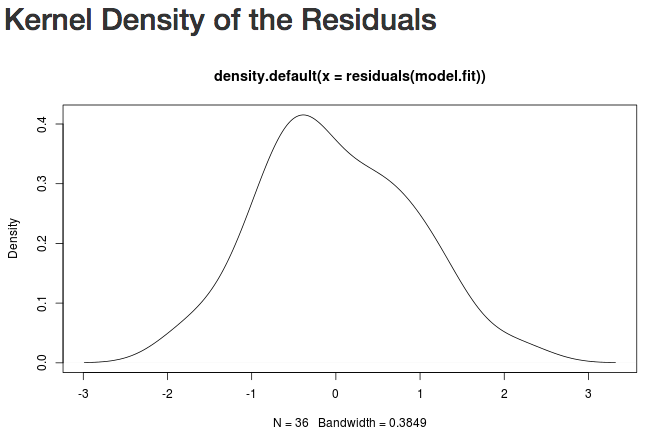 Kernel Density of the Residuals
density.default(x = residuals(model.fit))
Density
0.4
0.3
0.2
0.1
0.0
-3 -2 -1 0 1 2 3
N = 36 Bandwidth = 0.3849